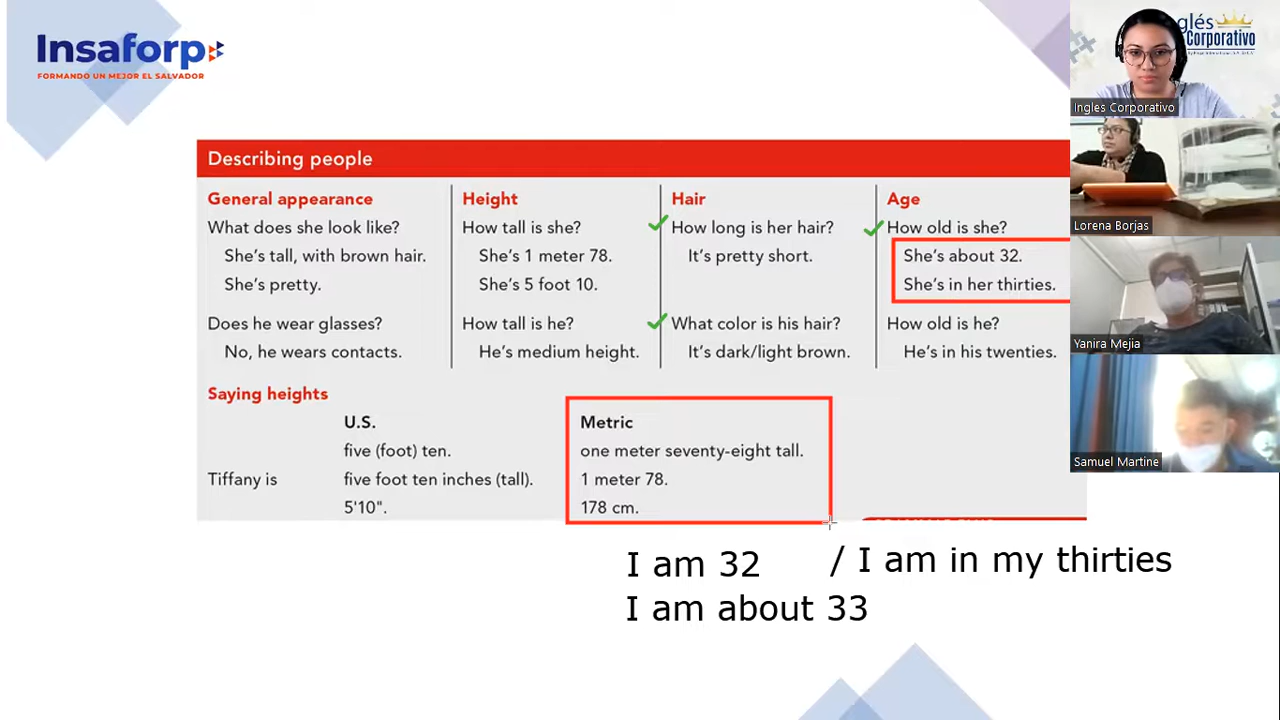 Insaforp
FORMANDO UN MEJOR EL SALVADOR
Describing people
General appearance
What does she look like?
She's tall, with brown hair.
She's pretty.
Does he wear glasses?
No, he wears contacts.
Height
How tall is she?
She's 1 meter 78.
She's 5 foot 10.
How tall is he?
He's medium height.
Hair
How long is her hair?
It's pretty short.
What color is his hair?
It's dark/light brown.
Age
How old is she?
She's about 32.
She's in her thirties.
How old is he?
He's in his twenties.
Saying heights
U.S.
five (foot) ten.
Tiffany is five foot ten inches (tall).
5'10".
Metric
one meter seventy-eight tall.
1 meter 78.
178 cm.
I am 32 / I am in my thirties
I am about 33
glés
Corporativo
Ingles Corporativo
Lorena Borjas
Yanira Mejia
Samuel Martine